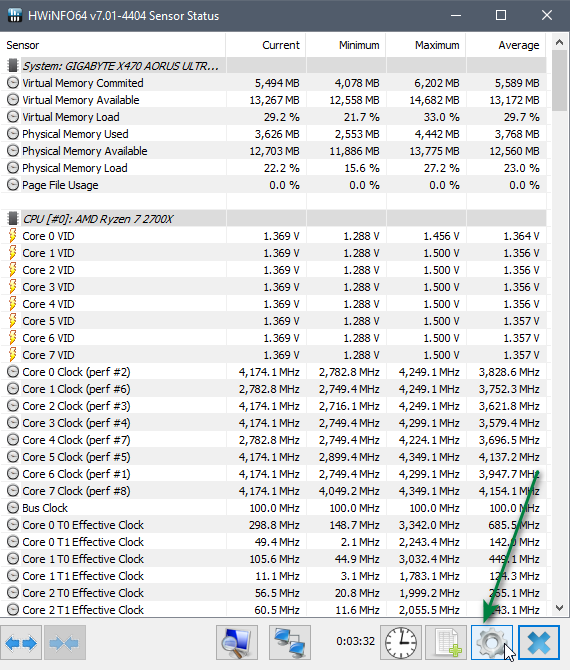 HWiNFO64 v7.01-4404 Sensor Status
Sensor Current Minimum Maximum Average
System: GIGABYTE X470 AORUS ULTR...
Virtual Memory Commited 5,494 MB 4,078 MB 6,202 MB 5,589 MB
Virtual Memory Available 13,267 MB 12,558 MB 14,682 MB 13,172 MB
Virtual Memory Load 29.2 % 21.7 % 33.0 % 29.7 %
Physical Memory Used 3,626 MB 2,553 MB 4,442 MB 3,768 MB
Physical Memory Available 12,703 MB 11,886 MB 13,775 MB 12,560 MB
Physical Memory Load 22.2 % 15.6 % 27.2 % 23.0 %
Page File Usage 0.0 % 0.0 % 0.0 % 0.0 %
CPU [#0]: AMD Ryzen 7 2700X
Core 0 VID 1.369 V 1.288 V 1.456 V 1.364 V
Core 1 VID 1.369 V 1.288 V 1.500 V 1.356 V
Core 2 VID 1.369 V 1.288 V 1.500 V 1.356 V
Core 3 VID 1.369 V 1.288 V 1.500 V 1.356 V
Core 4 VID 1.369 V 1.288 V 1.500 V 1.356 V
Core 5 VID 1.369 V 1.288 V 1.500 V 1.357 V
Core 6 VID 1.369 V 1.288 V 1.500 V 1.357 V
Core 7 VID 1.369 V 1.288 V 1.500 V 1.357 V
Core 0 Clock (perf #2) 4,174.1 MHz 2,782.8 MHz 4,249.1 MHz 3,828.6 MHz
Core 1 Clock (perf #6) 2,782.8 MHz 2,749.4 MHz 4,249.1 MHz 3,752.3 MHz
Core 2 Clock (perf #3) 4,174.1 MHz 2,716.1 MHz 4,249.1 MHz 3,621.8 MHz
Core 3 Clock (perf #4) 4,174.1 MHz 2,749.4 MHz 4,299.1 MHz 3,579.4 MHz
Core 4 Clock (perf #7) 2,782.8 MHz 2,749.4 MHz 4,224.1 MHz 3,696.5 MHz
Core 5 Clock (perf #5) 4,174.1 MHz 2,899.4 MHz 4,349.1 MHz 4,137.2 MHz
Core 6 Clock (perf #1) 4,174.1 MHz 2,749.4 MHz 4,299.1 MHz 3,947.7 MHz
Core 7 Clock (perf #8) 4,174.1 MHz 4,049.2 MHz 4,349.1 MHz 4,154.1 MHz
Bus Clock 100.0 MHz 100.0 MHz 100.0 MHz 100.0 MHz
Core 0 T0 Effective Clock 298.8 MHz 148.7 MHz 3,342.0 MHz 685.5 MHz
Core 0 T1 Effective Clock 49.4 MHz 2.1 MHz 2,243.4 MHz MHz
Core 1 T0 Effective Clock 105.6 MHz 44.9 MHz 3,032.4 MHz 449.1 MHz
Core 1 T1 Effective Clock 11.1 MHz 3.1 MHz 1,783.1 MHz 124.3 MHz
Core 2 T0 Effective Clock 56.5 MHz 20.8 MHz 1,999.2 MHz MHz
Core 2 T1 Effective Clock 60.5 MHz 11.6 MHz 2,055.5 MHz MHz
0:03:32